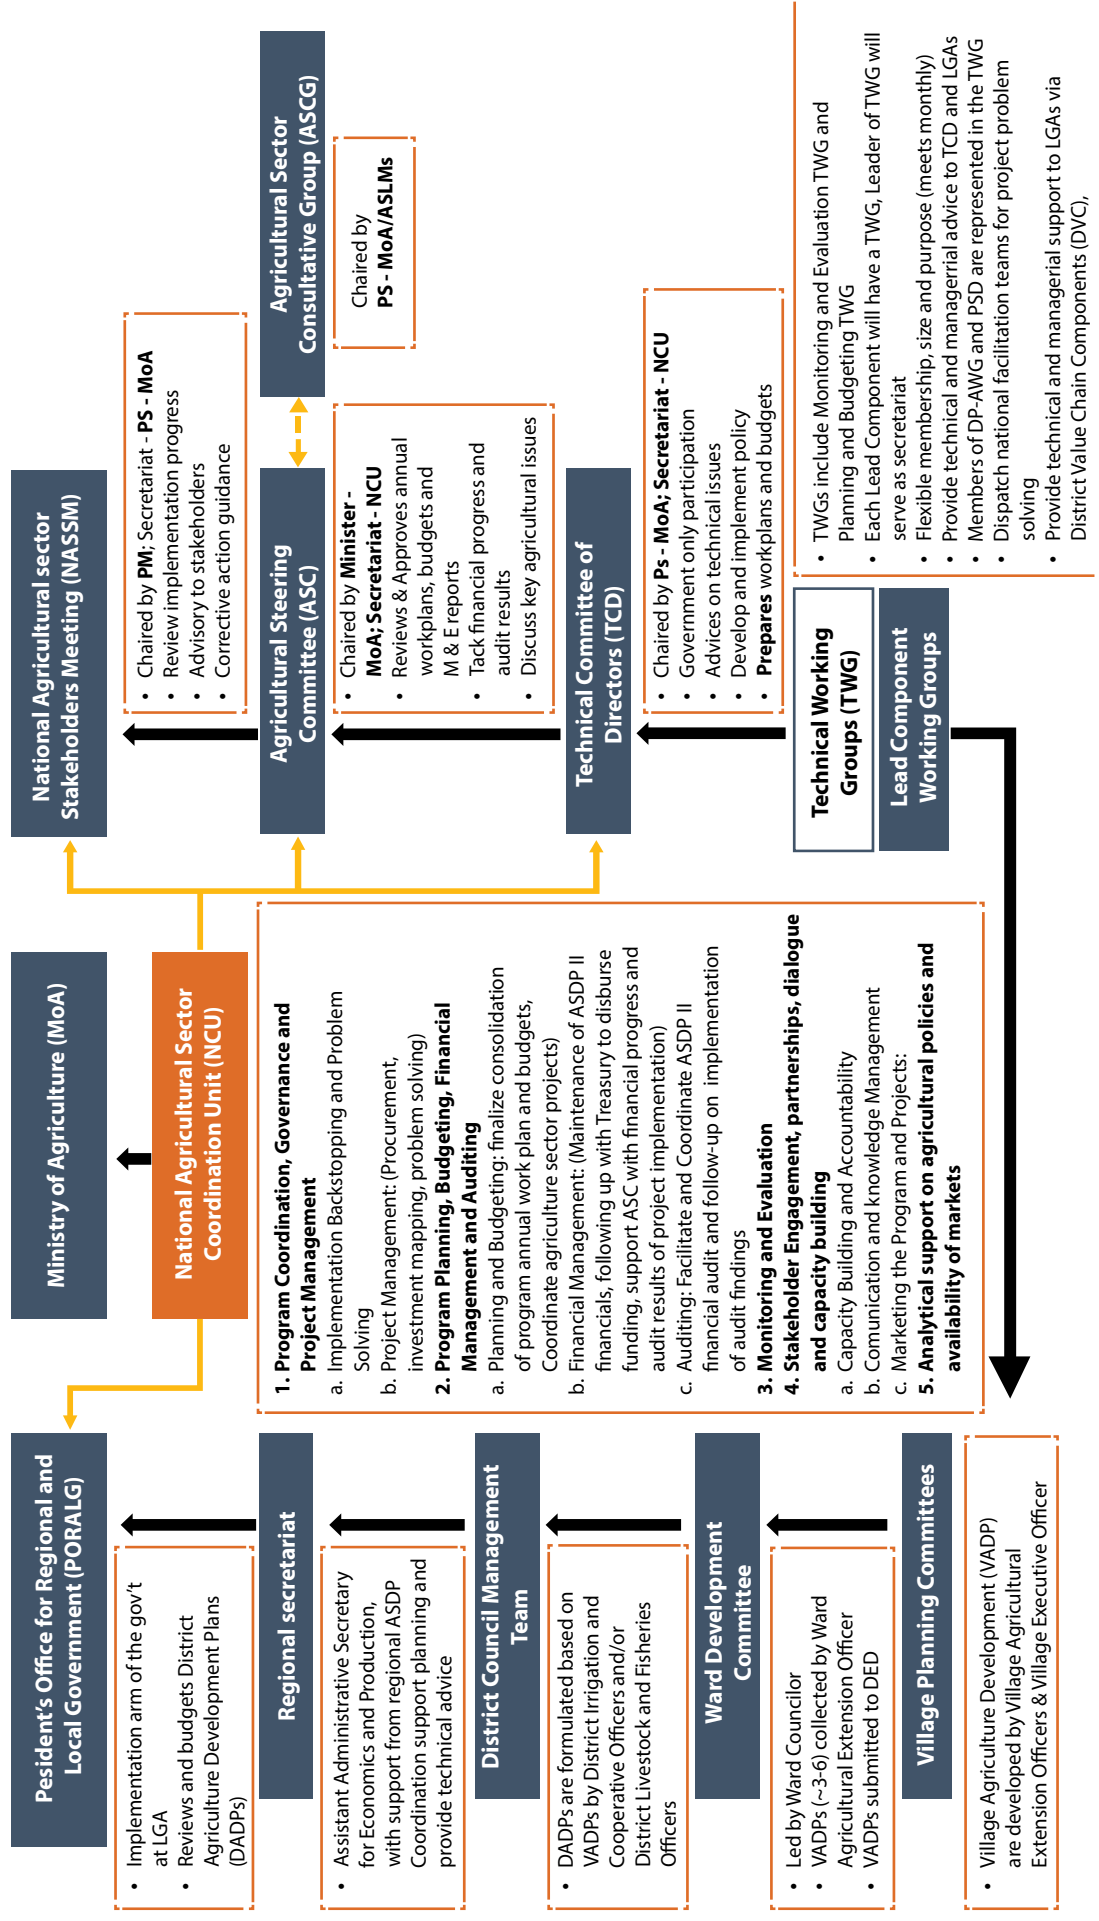 Pesident's Office for Regional and
Local Government (PORALG)
• Implementation arm of the gov't
at LGA
• Reviews and budgets District
Agriculture Development Plans
(DADPs)
Regional secretariat
• Assistant Administrative Secretary
for Economics and Production,
with support from regional ASDP
Coordination support planning and
provide technical advice
District Council Management
Team
• DADPs are formulated based on
VADPs by District Irrigation and
Cooperative Officers and/or
District Livestock and Fisheries
Officers
Ward Development
Committee
• Led by Ward Councilor
• VADPs (~3-6) collected by Ward
Agricultural Extension Officer
• VADPs submitted to DED
Village Planning Committees
• Village Agriculture Development (VADP)
are developed by Village Agricultural
Extension Officers & Village Executive Officer
Ministry of Agriculture (MoA)
National Agricultural Sector
Coordination Unit (NCU)
1. Program Coordination, Governance and
Project Management
a. Implementation Backstopping and Problem
Solving
b. Project Management: (Procurement,
investment mapping, problem solving)
2. Program Planning, Budgeting, Financial
Management and Auditing
a. Planning and Budgeting: finalize consolidation
of program annual work plan and budgets,
Coordinate agriculture sector projects)
b. Financial Management: (Maintenance of ASDP II
financials, following up with Treasury to disburse
funding, support ASC with financial progress and
audit results of project implementation)
c. Auditing: Facilitate and Coordinate ASDP II
financial audit and follow-up on implementation
of audit findings
3. Monitoring and Evaluation
4. Stakeholder Engagement, partnerships, dialogue
and capacity building
a. Capacity Building and Accountability
b. Comunication and knowledge Management
c. Marketing the Program and Projects:
5. Analytical support on agricultural policies and
availability of markets
National Agricultural sector
Stakeholders Meeting (NASSM)
• Chaired by PM; Secretariat - PS - MoA
• Review implementation progress
• Advisory to stakeholders
• Corrective action guidance
Agricultural Steering
Committee (ASC)
• Chaired by Minister -
MoA; Secretariat - NCU
• Reviews & Approves annual
workplans, budgets and
M & E reports
• Tack financial progress and
audit results
• Discuss key agricultural issues
Agricultural Sector
Consultative Group (ASCG)
Chaired by
PS - MoA/ASLMs
Technical Committee of
Directors (TCD)
• Chaired by Ps - MoA; Secretariat - NCU
• Government only participation
• Advices on technical issues
• Develop and implement policy
• Prepares workplans and budgets
Technical Working
Groups (TWG)
Lead Component
Working Groups
• TWGs include Monitoring and Evaluation TWG and
Planning and Budgeting TWG
• Each Lead Component will have a TWG, Leader of TWG will
serve as secretariat
• Flexible membership, size and purpose (meets monthly)
• Provide technical and managerrial advice to TCD and LGAs
• Members of DP-AWG and PSD are represented in the TWG
• Dispatch national facilitation teams for project problem
solving
• Provide technical and managerial support to LGAs via
District Value Chain Components (DVC),